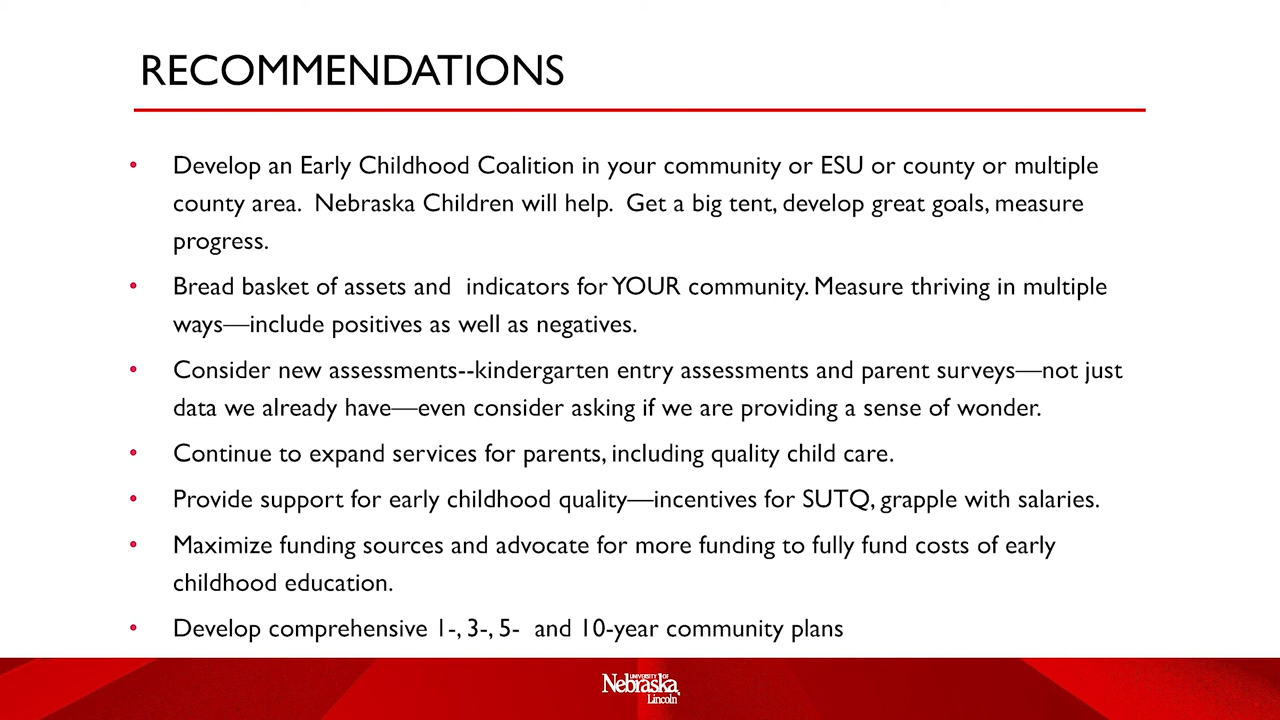 RECOMMENDATIONS
• Develop an Early Childhood Coalition in your community or ESU or county or multiple
county area.  Nebraska Children will help.  Get a big tent, develop great goals, measure
progress.
• Bread basket of assets and  indicators for YOUR community. Measure thriving in multiple
ways—include positives as well as negatives.
• Consider new assessments--kindergarten entry assessments and parent surveys—not just
data we already have—even consider asking if we are providing a sense of wonder.
• Continue to expand services for parents, including quality child care.
• Provide support for early childhood quality—incentives for SUTQ, grapple with salaries.
• Maximize funding sources and advocate for more funding to fully fund costs of early
childhood education.
• Develop comprehensive 1-, 3-, 5-  and 10-year community plans
UNIVERSITY OF
Nebraska
Lincoln